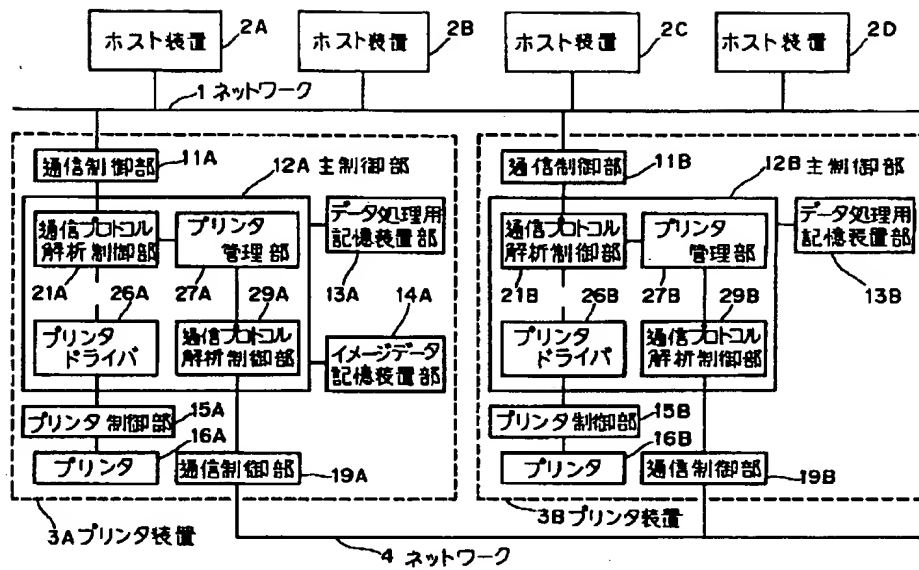 ホスト装置
2A
ホスト装置
2B
ホスト装置
2C
ホスト装置
2D
1 ネットワーク
通信制御部
11A
12A 主制御部
通信プロトコル
解析制御部
21A
プリンタ
管理部
27A
データ処理用
記憶装置部
13A
26A
プリンタ
ドライバ
29A
通信プロトコル
解析制御部
14A
イメージデータ
記憶装置部
プリンタ制御部
15A
プリンタ
16A
通信制御部
19A
3A プリンタ装置
通信制御部
11B
12B 主制御部
通信プロトコル
解析制御部
21B
プリンタ
管理部
27B
データ処理用
記憶装置部
13B
26B
プリンタ
ドライバ
29B
通信プロトコル
解析制御部
プリンタ制御部
15B
プリンタ
16B
通信制御部
19B
3B プリンタ装置
4 ネットワーク